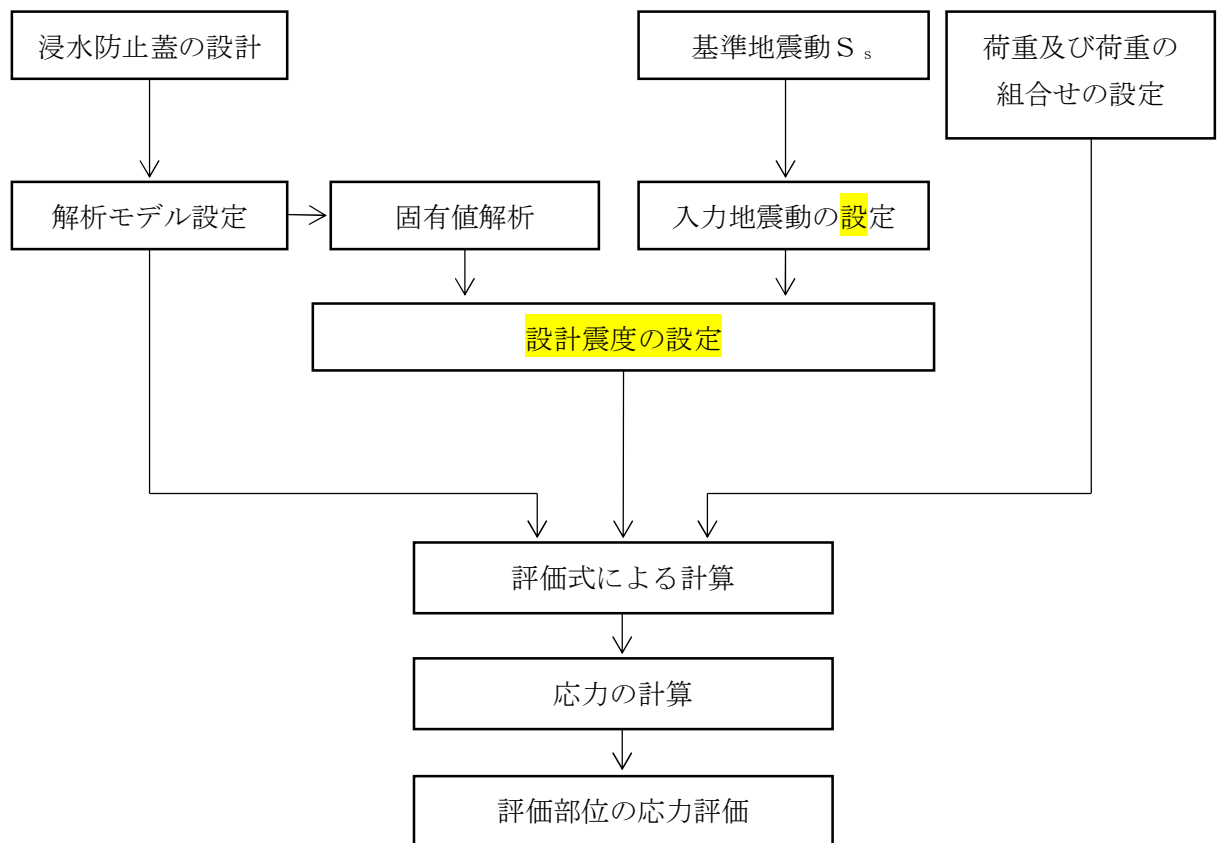 浸水防止蓋の設計
基準地震動Ｓｓ
荷重及び荷重の
組合せの設定
解析モデル設定
固有値解析
入力地震動の設定
設計震度の設定
評価式による計算
応力の計算
評価部位の応力評価